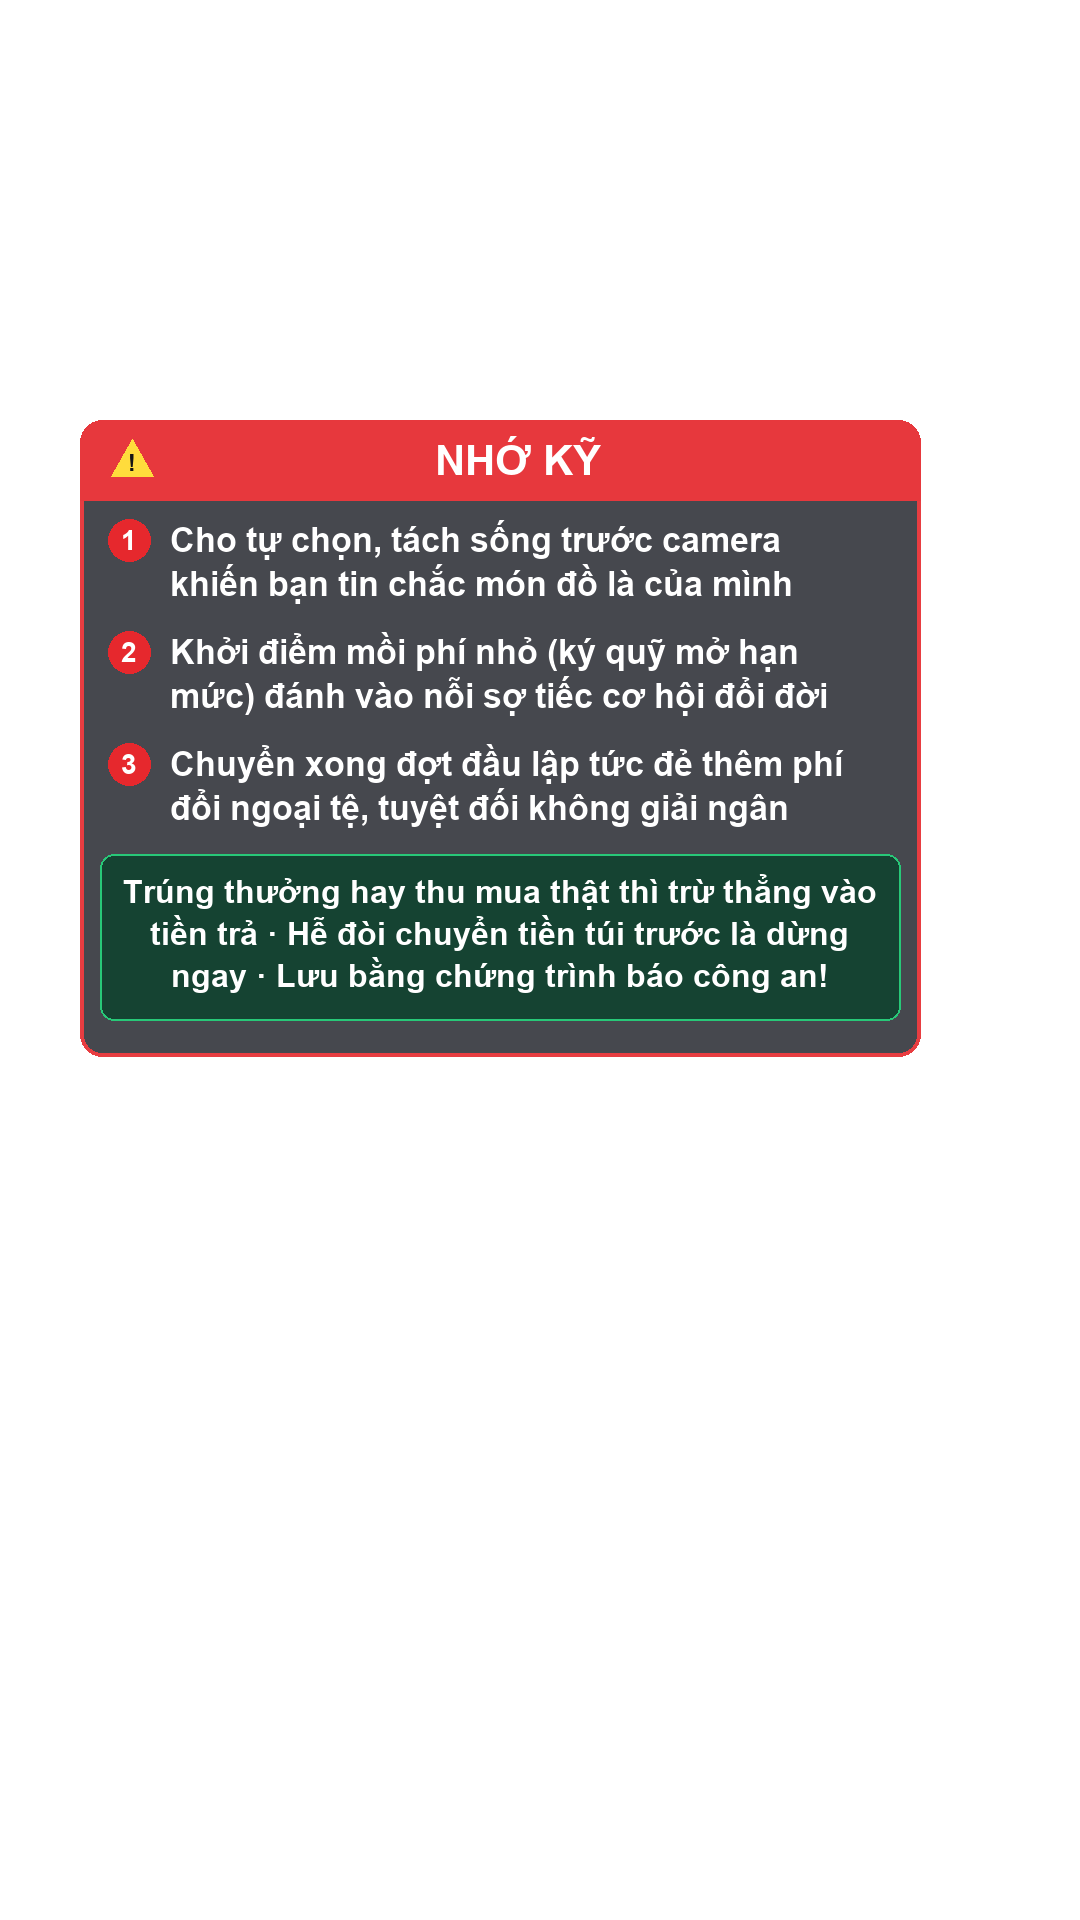 NHỚ KỸ
1 Cho tự chọn, tách sống trước camera
khiến bạn tin chắc món đồ là của mình
2 Khởi điểm mồi phí nhỏ (ký quỹ mở hạn
mức) đánh vào nỗi sợ tiếc cơ hội đổi đời
3 Chuyển xong đợt đầu lập tức đẻ thêm phí
đổi ngoại tệ, tuyệt đối không giải ngân
Trúng thưởng hay thu mua thật thì trừ thẳng vào
tiền trả · Hễ đòi chuyển tiền túi trước là dừng
ngay · Lưu bằng chứng trình báo công an!